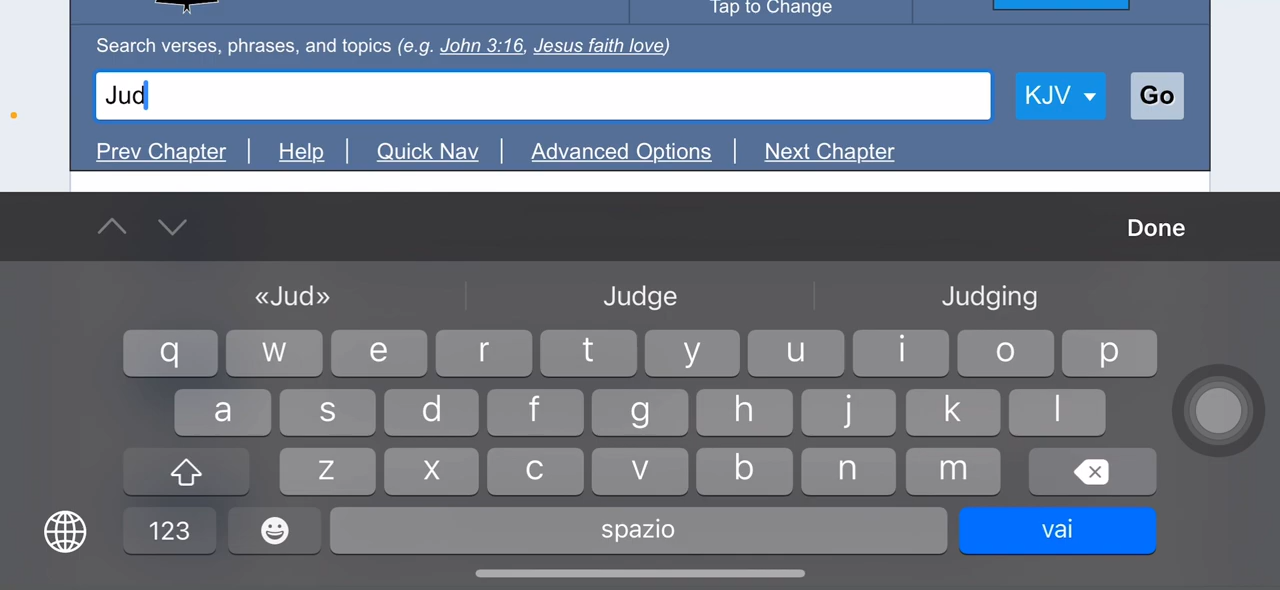 Tap to Change
Search verses, phrases, and topics (e.g. John 3:16, Jesus faith love)
Jud KJV Go
Prev Chapter | Help | Quick Nav | Advanced Options | Next Chapter
Done
«Jud» Judge Judging
q w e r t y u i o p
a s d f g h j k l
z x c v b n m
123 spazio vai